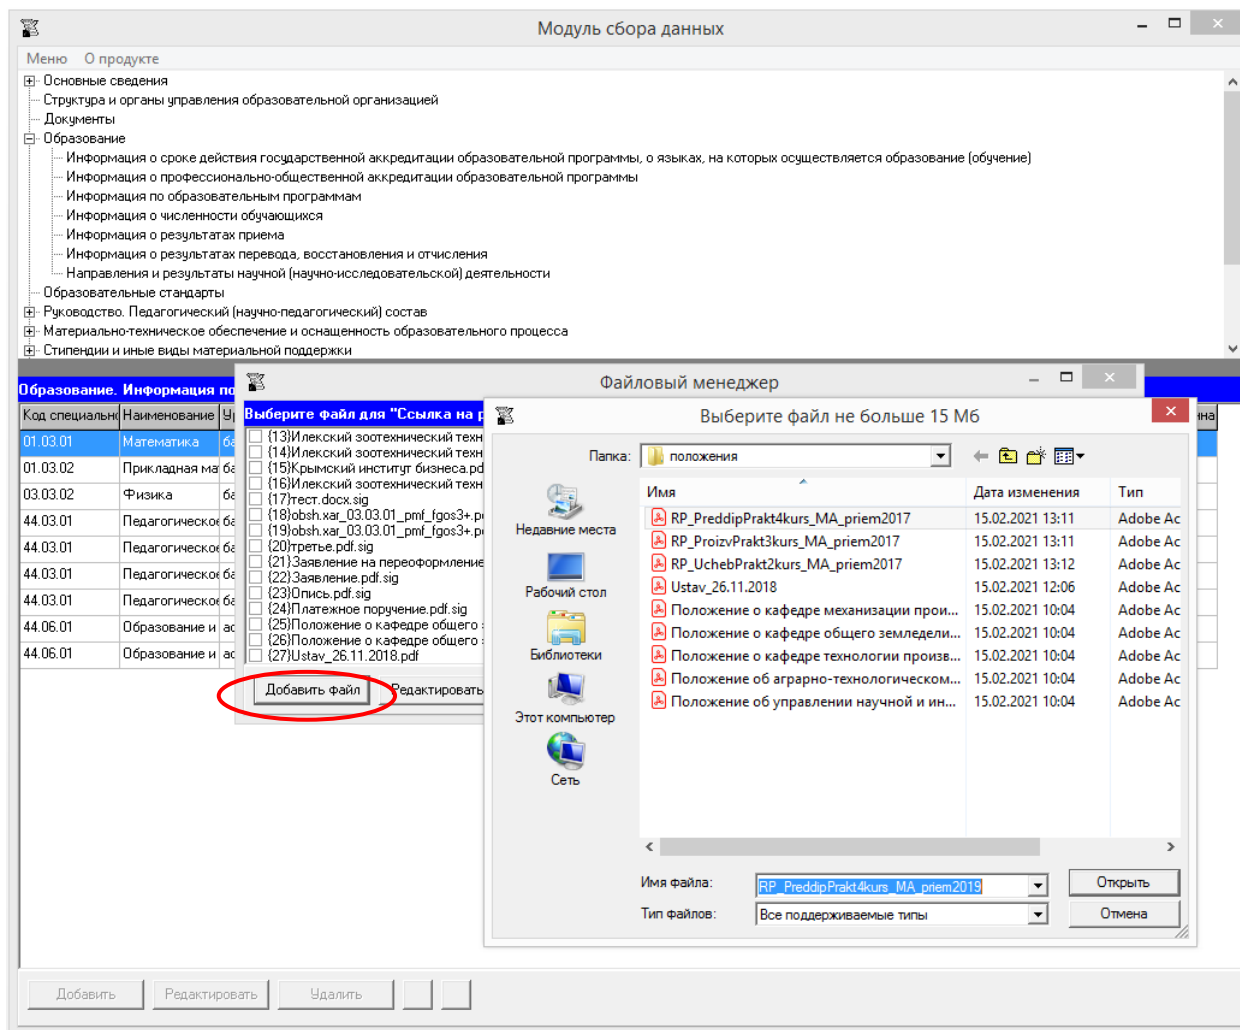 Модуль сбора данных
Меню О продукте
Основные сведения
Структура и органы управления образовательной организацией
Документы
Образование
Информация о сроке действия государственной аккредитации образовательной программы, о языках, на которых осуществляется образование (обучение)
Информация о профессионально-общественной аккредитации образовательной программы
Информация по образовательным программам
Информация о численности обучающихся
Информация о результатах приема
Информация о результатах перевода, восстановления и отчисления
Направления и результаты научной (научно-исследовательской) деятельности
Образовательные стандарты
Руководство. Педагогический (научно-педагогический) состав
Материально-техническое обеспечение и оснащенность образовательного процесса
Стипендии и иные виды материальной поддержки
Образование. Информация по
Код специальн Наименование Ур
01.03.01 Математика ба
01.03.02 Прикладная ма ба
03.03.02 Физика ба
44.03.01 Педагогическое ба
44.03.01 Педагогическое ба
44.03.01 Педагогическое ба
44.03.01 Педагогическое ба
44.06.01 Образование и ас
44.06.01 Образование и ас
нна
Файловый менеджер
Выберите файл для "Ссылка на р
{13}Илекский зоотехнический техн
{14}Илекский зоотехнический техн
{15}Крымский институт бизнеса.pd
{16}Илекский зоотехнический техн
{17}тест.docx.sig
{18}obsh.xar_03.03.01_pmf_fgos3+.p
{19}obsh.xar_03.03.01_pmf_fgos3+.p
{20}третье.pdf.sig
{21}Заявление на переоформление
{22}Заявление.pdf.sig
{23}Опись.pdf.sig
{24}Платежное поручение.pdf.sig
{25}Положение о кафедре общего
{26}Положение о кафедре общего
{27}Ustav_26.11.2018.pdf
Добавить файл Редактировать
Выберите файл не больше 15 Мб
Папка: положения
Недавние места
Рабочий стол
Библиотеки
Этот компьютер
Сеть
Имя Дата изменения Тип
RP_PreddipPrakt4kurs_MA_priem2017 15.02.2021 13:11 Adobe Ac
RP_ProizvPrakt3kurs_MA_priem2017 15.02.2021 13:11 Adobe Ac
RP_UchebPrakt2kurs_MA_priem2017 15.02.2021 13:12 Adobe Ac
Ustav_26.11.2018 15.02.2021 12:06 Adobe Ac
Положение о кафедре механизации прои... 15.02.2021 10:04 Adobe Ac
Положение о кафедре общего земледели... 15.02.2021 10:04 Adobe Ac
Положение о кафедре технологии произв... 15.02.2021 10:04 Adobe Ac
Положение об аграрно-технологическом... 15.02.2021 10:04 Adobe Ac
Положение об управлении научной и ин... 15.02.2021 10:04 Adobe Ac
Имя файла: RP_PreddipPrakt4kurs_MA_priem2019 Открыть
Тип файлов: Все поддерживаемые типы Отмена
Добавить Редактировать Удалить